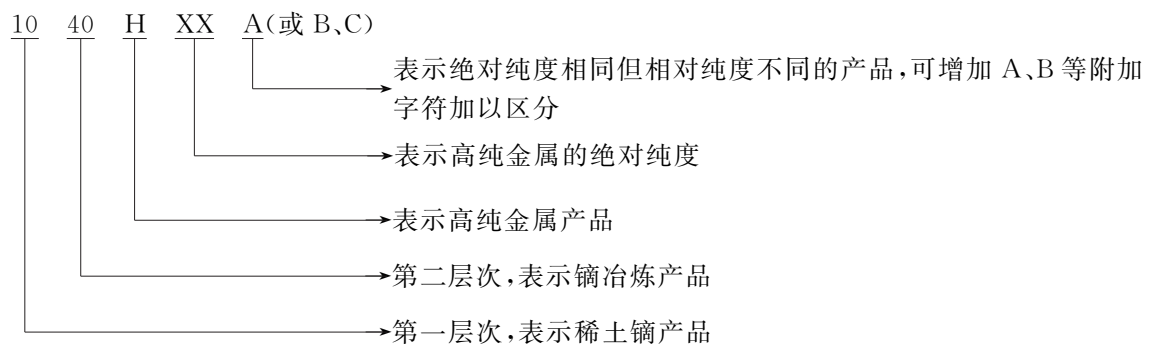 10 40 H XX A(或 B、C)
表示绝对纯度相同但相对纯度不同的产品,可增加 A、B 等附加
字符加以区分
表示高纯金属的绝对纯度
表示高纯金属产品
第二层次,表示镝冶炼产品
第一层次,表示稀土镝产品